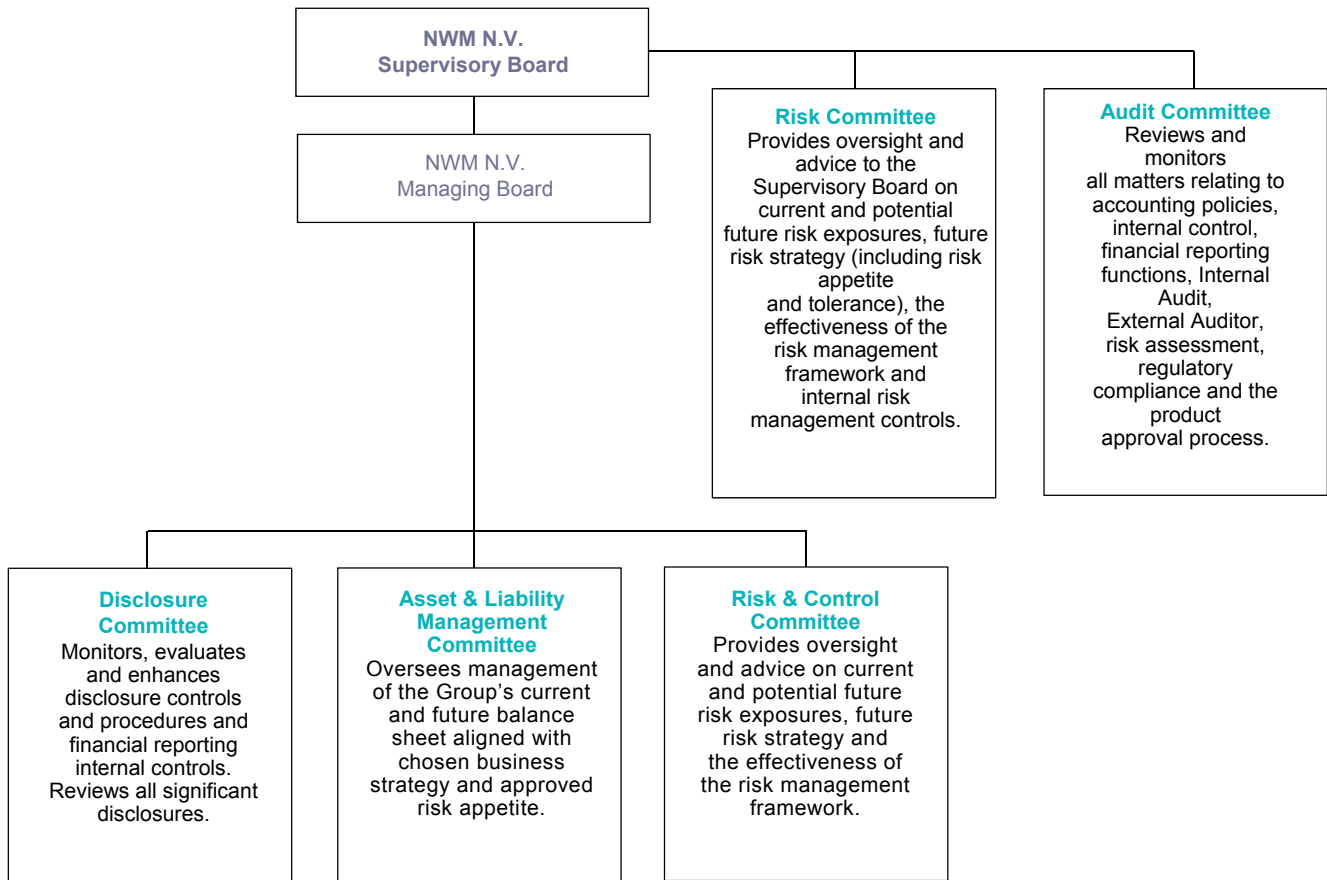 NWM N.V.
Supervisory Board
NWM N.V.
Managing Board
Risk Committee
Provides oversight and
advice to the
Supervisory Board on
current and potential
future risk exposures, future
risk strategy (including risk
appetite
and tolerance), the
effectiveness of the
risk management
framework and
internal risk
management controls.
Audit Committee
Reviews and
monitors
all matters relating to
accounting policies,
internal control,
financial reporting
functions, Internal
Audit,
External Auditor,
risk assessment,
regulatory
compliance and the
product
approval process.
Disclosure
Committee
Monitors, evaluates
and enhances
disclosure controls
and procedures and
financial reporting
internal controls.
Reviews all significant
disclosures.
Asset & Liability
Management
Committee
Oversees management
of the Group’s current
and future balance
sheet aligned with
chosen business
strategy and approved
risk appetite.
Risk & Control
Committee
Provides oversight
and advice on current
and potential future
risk exposures, future
risk strategy and
the effectiveness of
the risk management
framework.